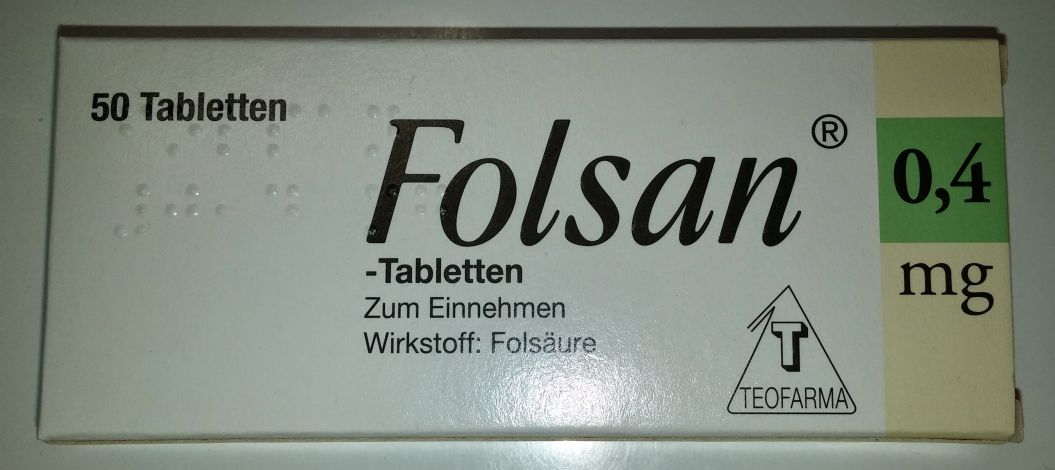 50 Tabletten
Folsan®
-Tabletten
Zum Einnehmen
Wirkstoff: Folsäure
0,4
mg
T
TEOFARMA